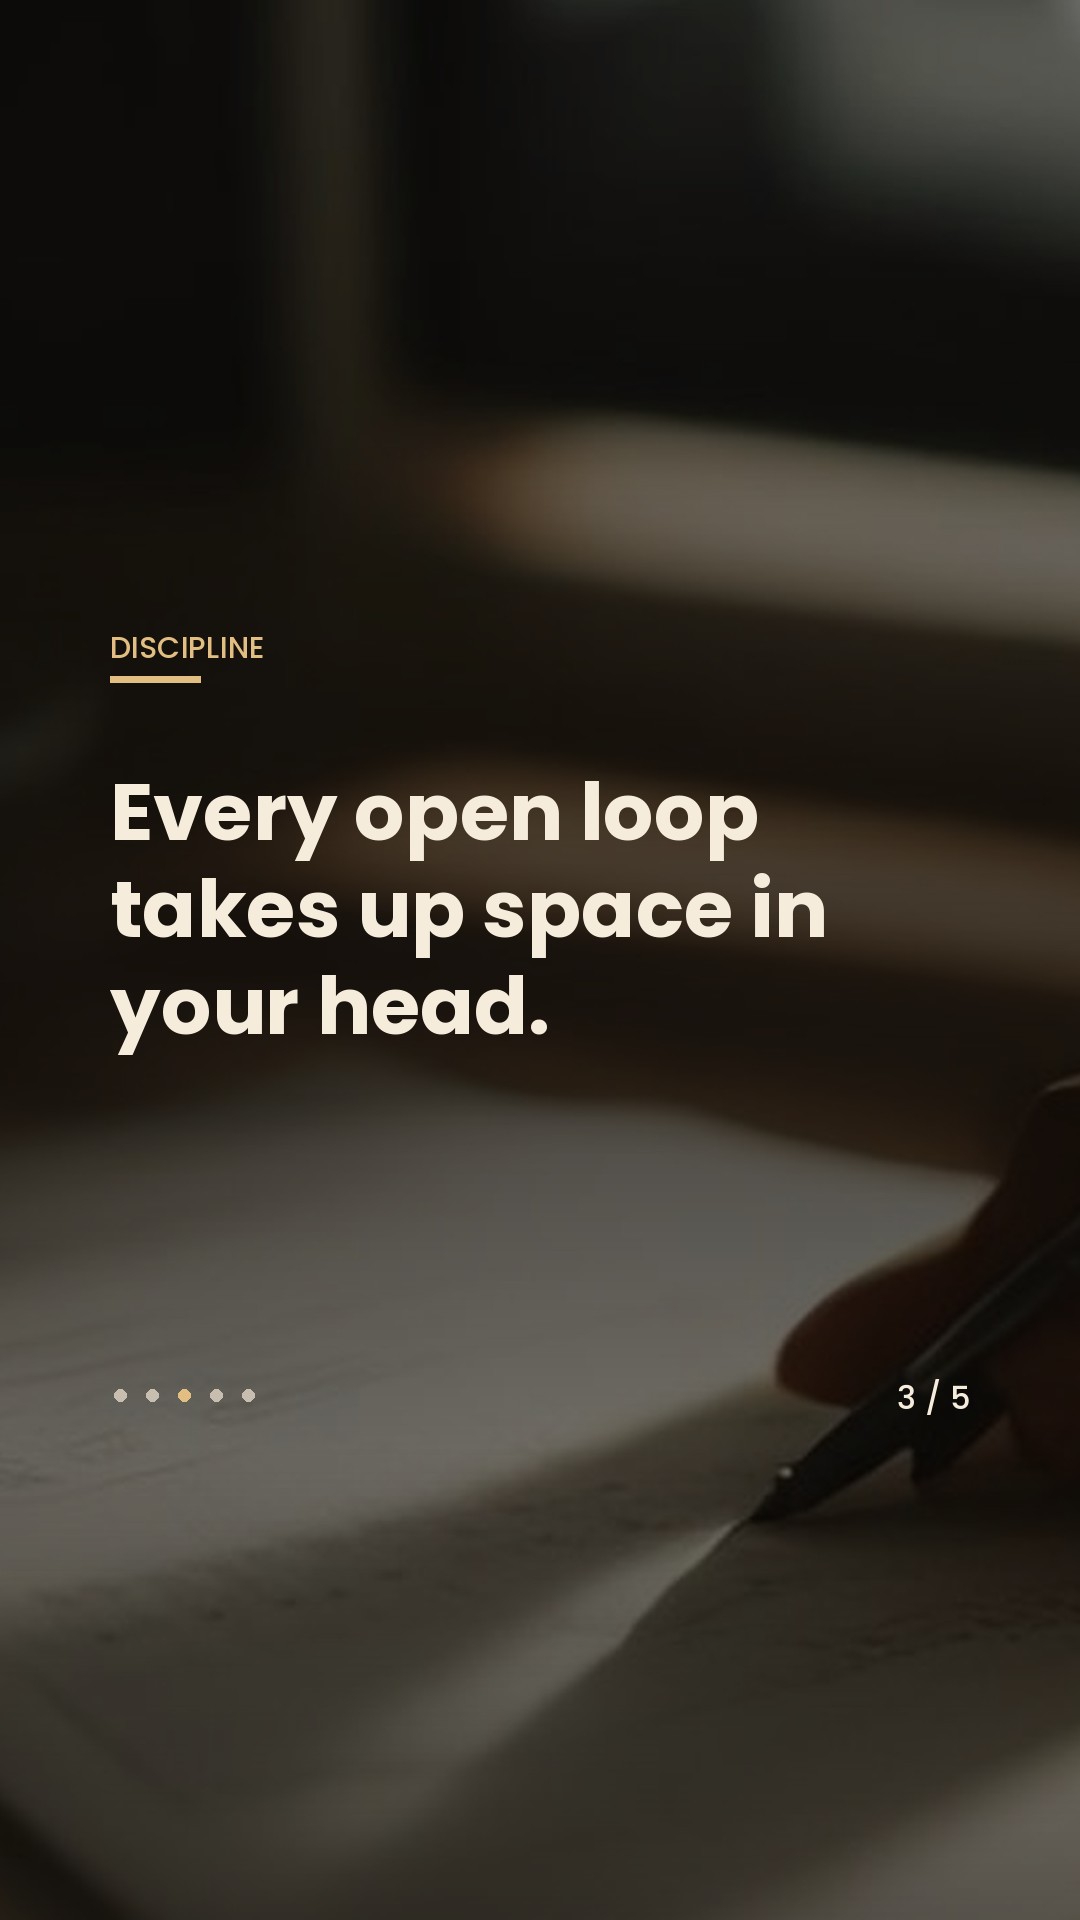 DISCIPLINE
Every open loop
takes up space in
your head.
3 / 5